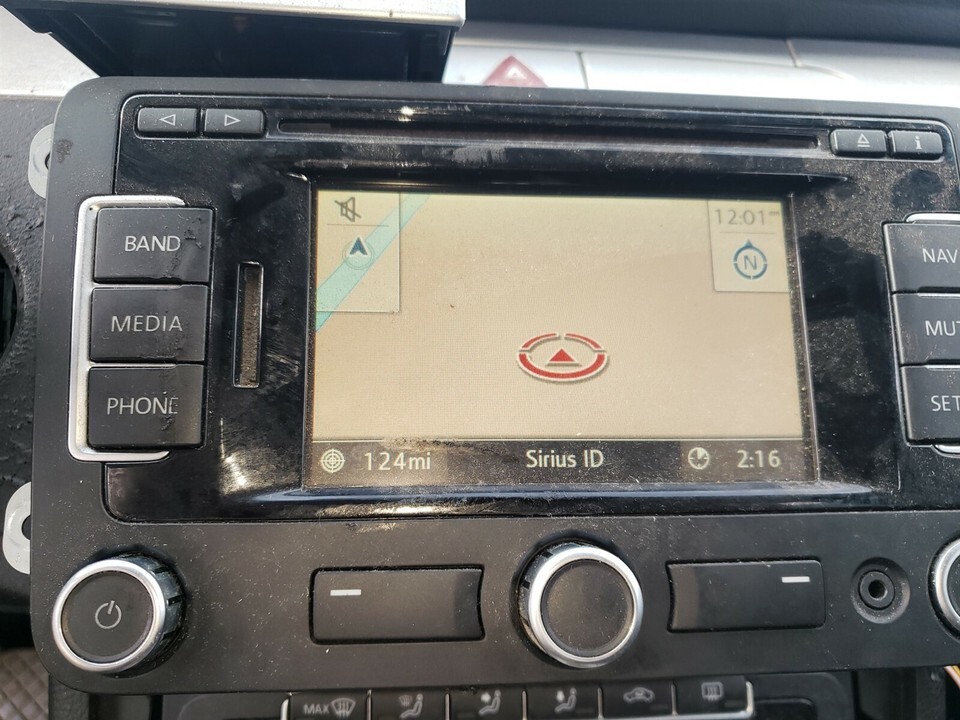 i
BAND
12:01
N
NAV
MEDIA
MUT
PHONE
SET
124mi
Sirius ID
2:16
MAX